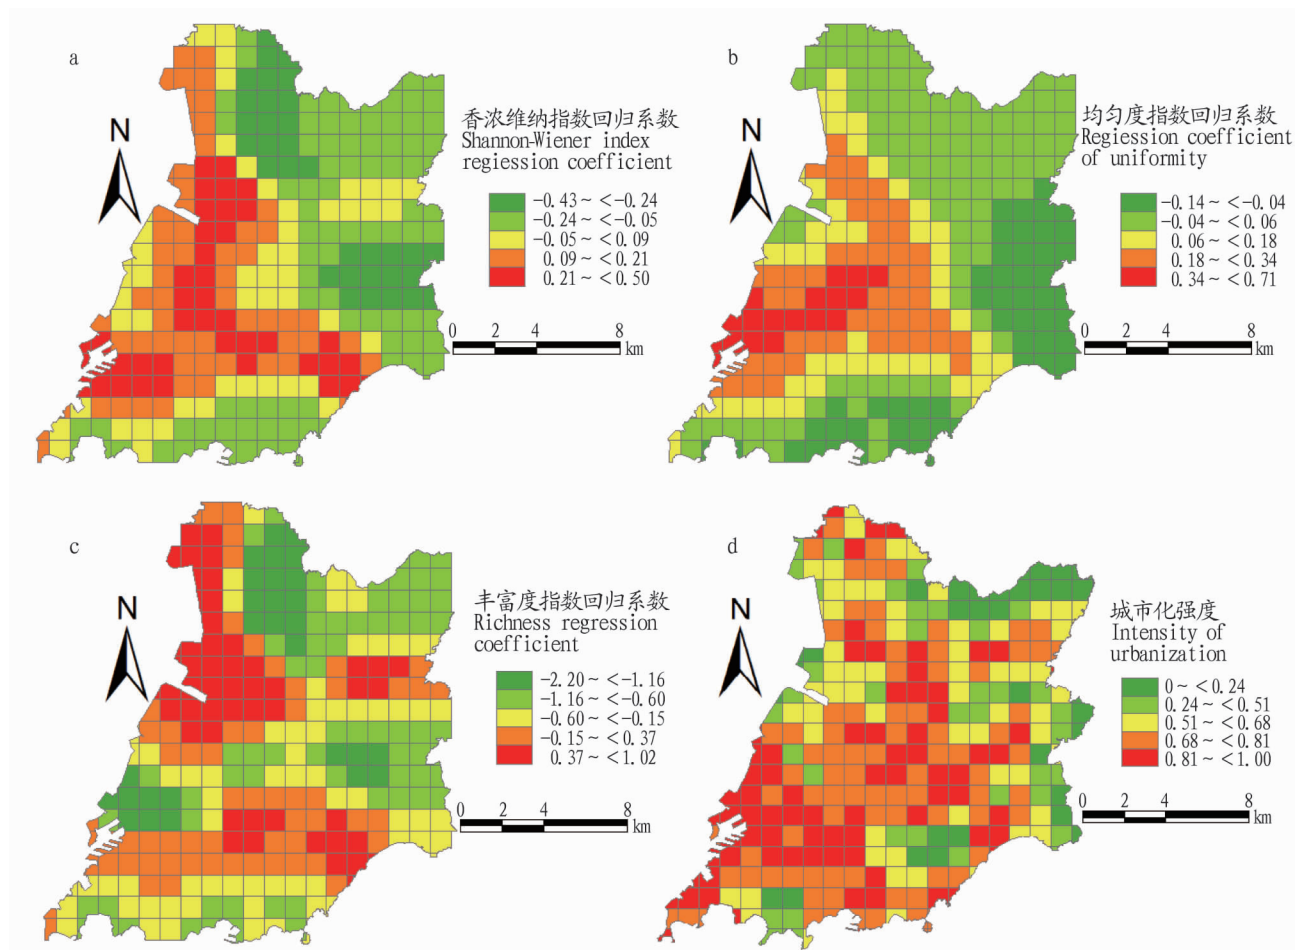 a
香浓维纳指数回归系数
Shannon-Wiener index
regiession coefficient
N
-0.43～<-0.24
-0.24～<-0.05
-0.05～<0.09
0.09～<0.21
0.21～<0.50
0 2 4 8
km
b
均匀度指数回归系数
Regiession coefficient
of uniformity
N
-0.14～<-0.04
-0.04～<0.06
0.06～<0.18
0.18～<0.34
0.34～<0.71
0 2 4 8
km
c
丰富度指数回归系数
Richness regression
coefficient
N
-2.20～<-1.16
-1.16～<-0.60
-0.60～<-0.15
-0.15～<0.37
0.37～<1.02
0 2 4 8
km
d
城市化强度
Intensity of
urbanization
N
0～<0.24
0.24～<0.51
0.51～<0.68
0.68～<0.81
0.81～<1.00
0 2 4 8
km